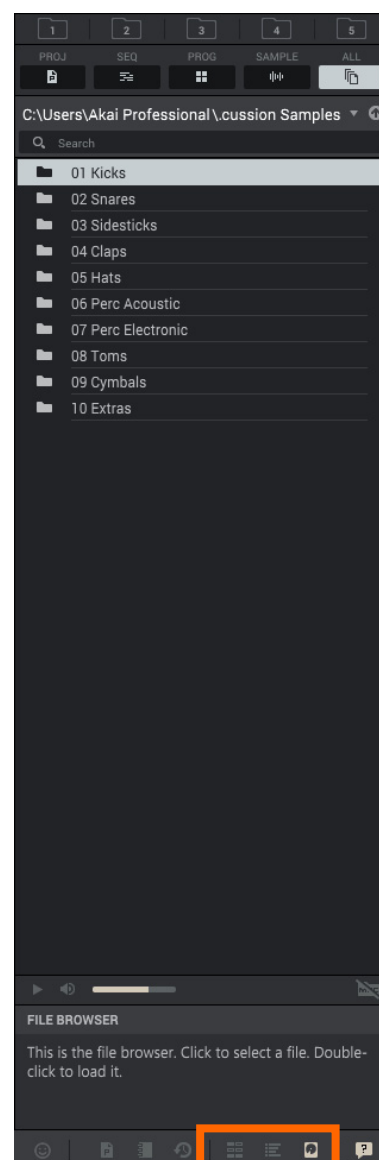 1 2 3 4 5
PROJ SEQ PROG SAMPLE ALL
C:\Users\Akai Professional\.cussion Samples
Search
01 Kicks
02 Snares
03 Sidesticks
04 Claps
05 Hats
06 Perc Acoustic
07 Perc Electronic
08 Toms
09 Cymbals
10 Extras
FILE BROWSER
This is the file browser. Click to select a file. Double-
click to load it.
?